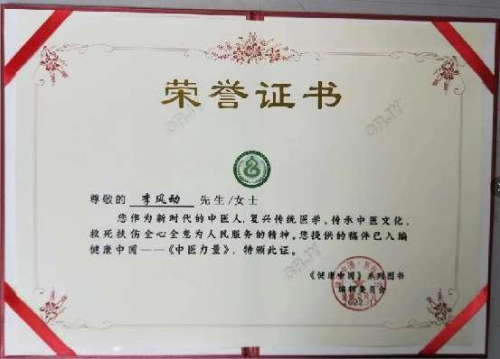 荣誉证书
尊敬的 李风动 先生/女士
您作为新时代的中医人,复兴传统医学、传承中医文化,
救死扶伤全心全意为人民服务的精神。您提供的稿件已入编
健康中国——《中医力量》,特颁此证。
《健康中国》系列图书
编辑委员会